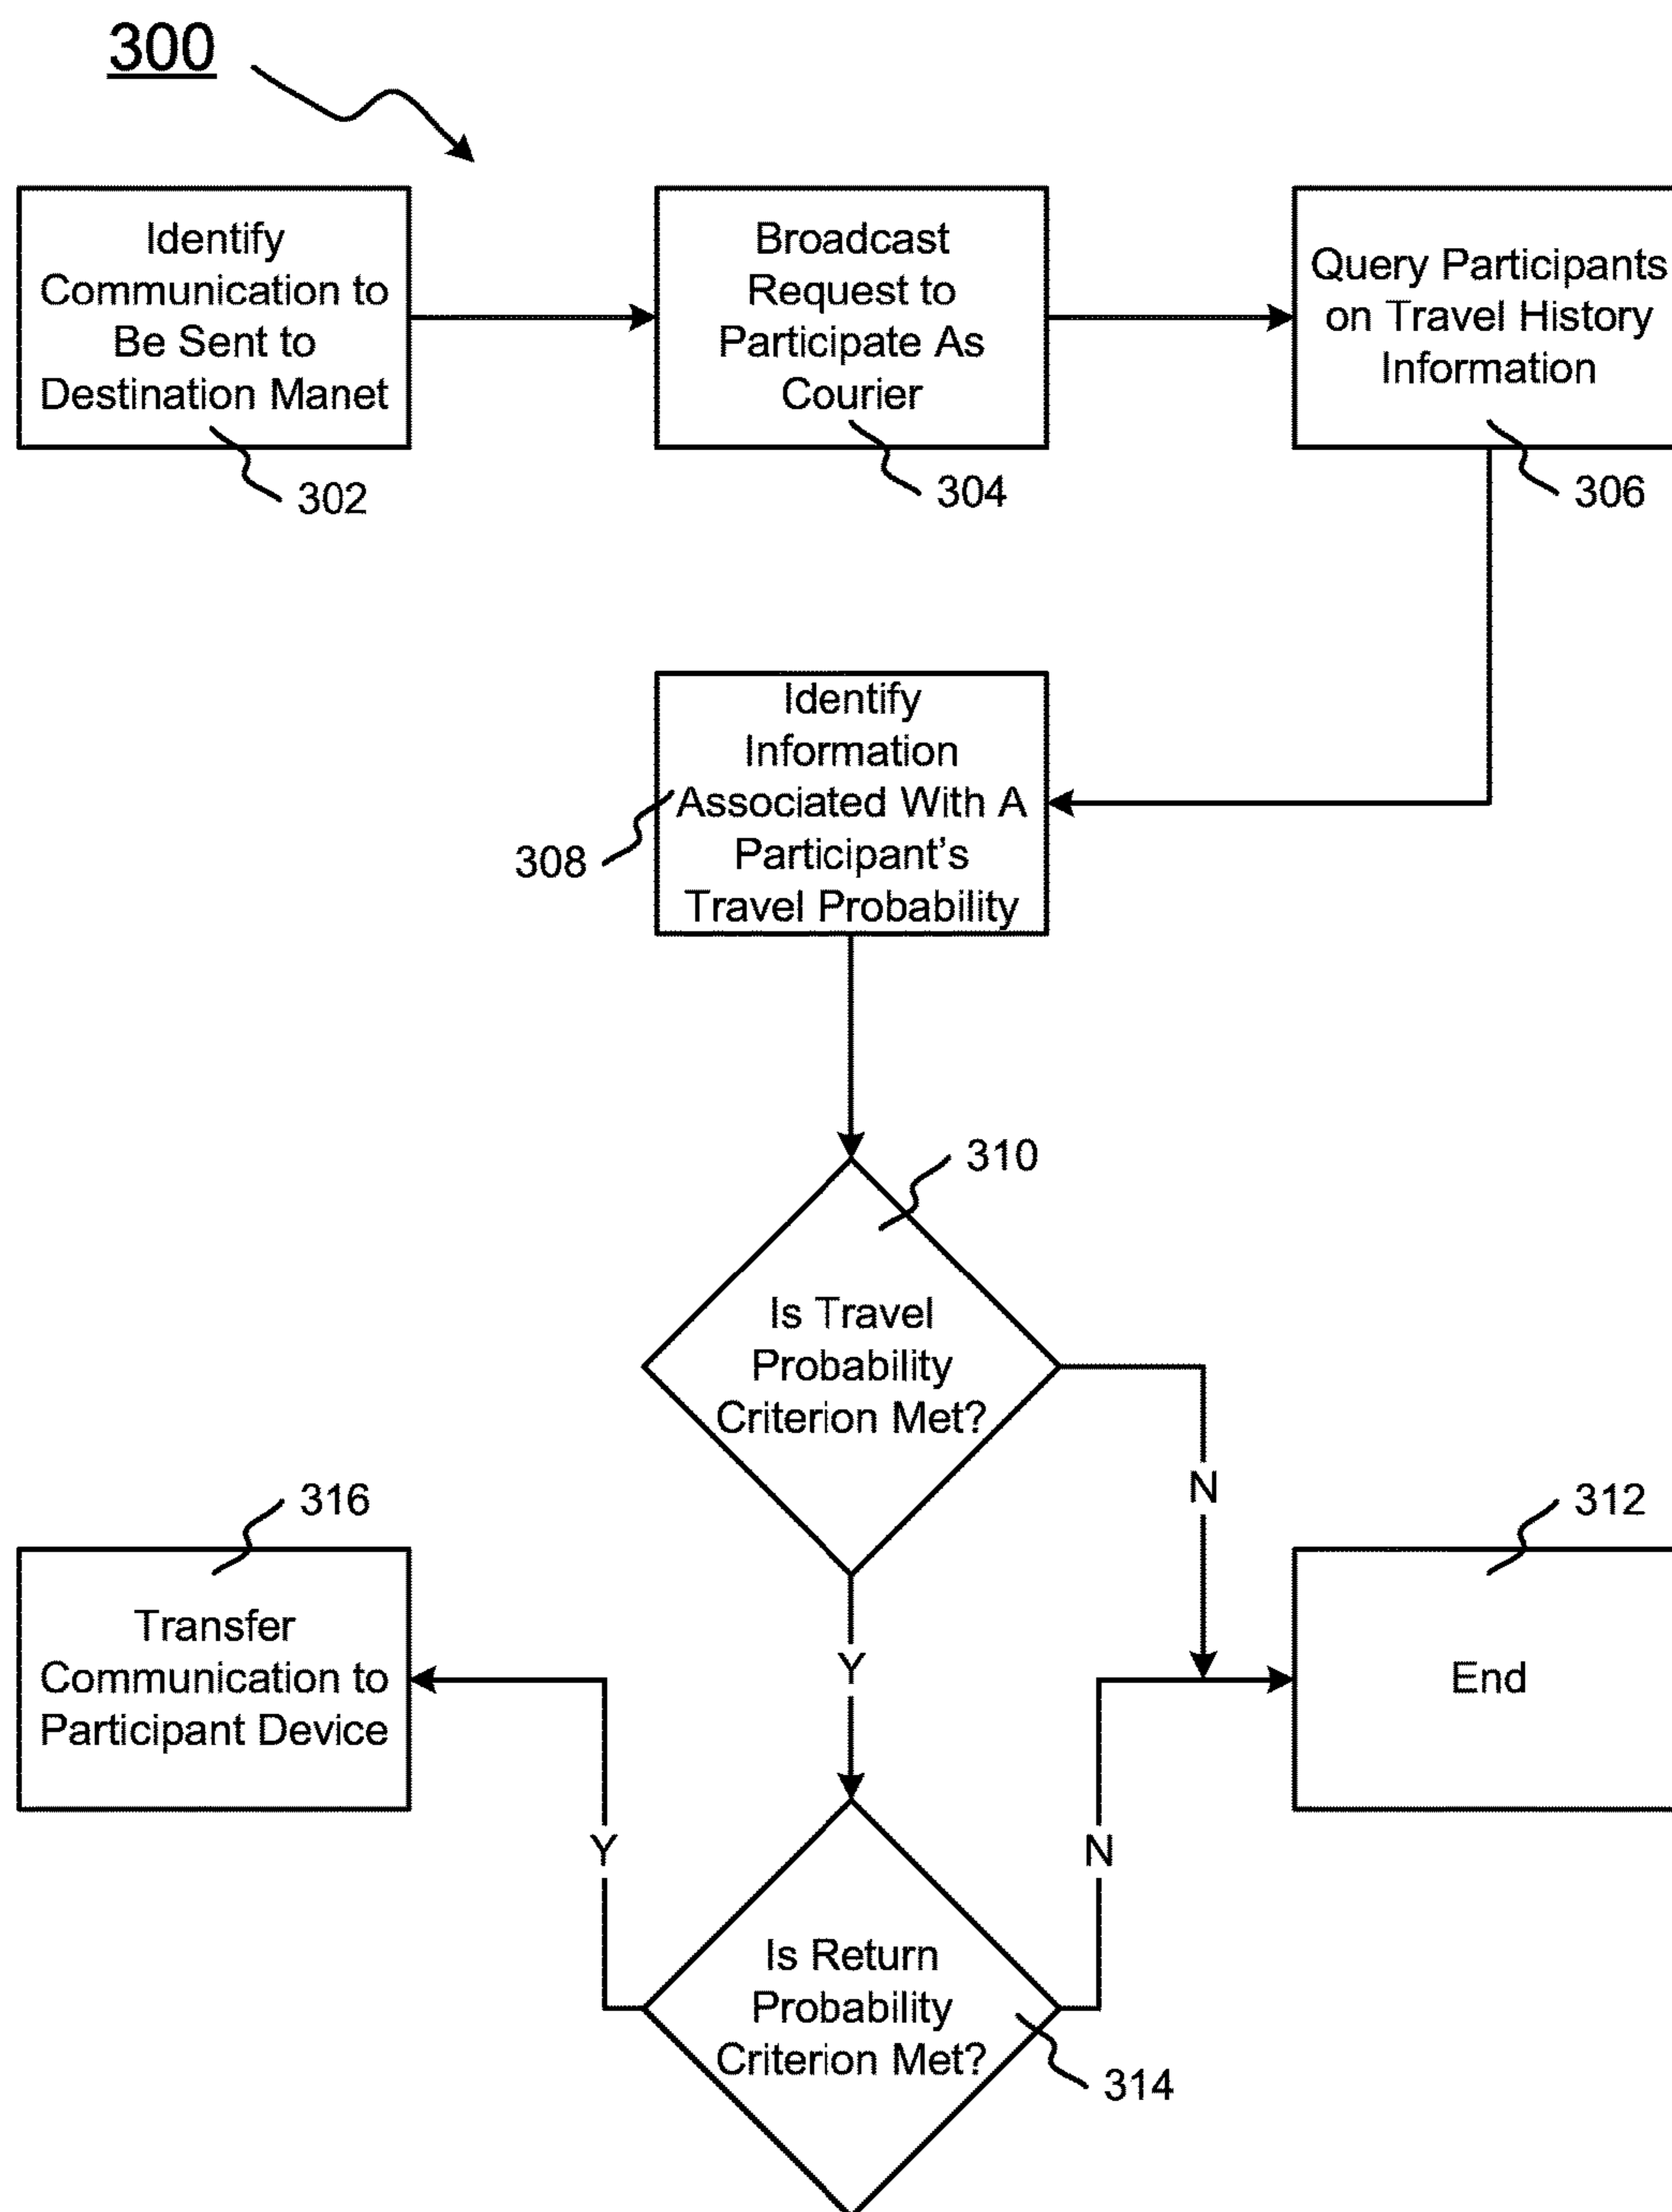 300
Identify
Communication to
Be Sent to
Destination Manet
302
Broadcast
Request to
Participate As
Courier
304
Query Participants
on Travel History
Information
306
Identify
Information
Associated With A
Participant's
Travel Probability
308
310
Is Travel
Probability
Criterion Met?
N
Y
316
Transfer
Communication to
Participant Device
312
End
Y
N
Is Return
Probability
Criterion Met?
314